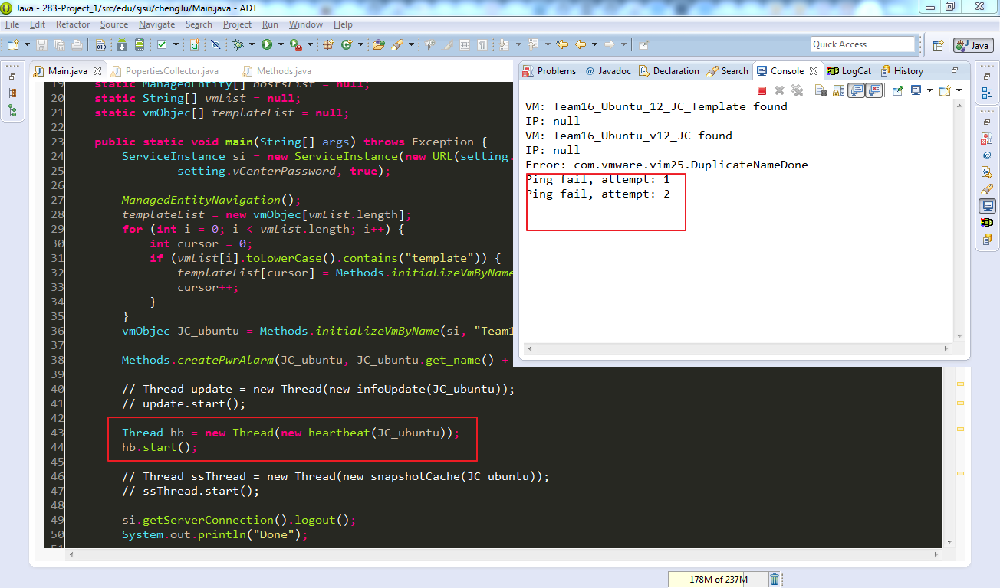 Java - 283-Project_1/src/edu/sjsu/chengJu/Main.java - ADT
File Edit Refactor Source Navigate Search Project Run Window Help
Quick Access
Java
Main.java
PopertiesCollector.java
Methods.java
19 static ManagedEntity[] hostsList = null;
20 static String[] vmList = null;
21 static vmObjec[] templateList = null;
22
23 public static void main(String[] args) throws Exception {
24 ServiceInstance si = new ServiceInstance(new URL(setting.
25 setting.vCenterPassword, true);
26
27 ManagedEntityNavigation();
28 templateList = new vmObjec[vmList.length];
29 for (int i = 0; i < vmList.length; i++) {
30 int cursor = 0;
31 if (vmList[i].toLowerCase().contains("template")) {
32 templateList[cursor] = Methods.initializeVmByName
33 cursor++;
34 }
35 }
36 vmObjec JC_ubuntu = Methods.initializeVmByName(si, "Team1
37
38 Methods.createPwrAlarm(JC_ubuntu, JC_ubuntu.get_name() +
39
40 // Thread update = new Thread(new infoUpdate(JC_ubuntu));
41 // update.start();
42
43 Thread hb = new Thread(new heartbeat(JC_ubuntu));
44 hb.start();
45
46 // Thread ssThread = new Thread(new snapshotCache(JC_ubuntu));
47 // ssThread.start();
48
49 si.getServerConnection().logout();
50 System.out.println("Done");
51
Problems @ Javadoc Declaration Search Console LogCat History
VM: Team16_Ubuntu_12_JC_Template found
IP: null
VM: Team16_Ubuntu_v12_JC found
IP: null
Error: com.vmware.vim25.DuplicateNameDone
Ping fail, attempt: 1
Ping fail, attempt: 2
178M of 237M